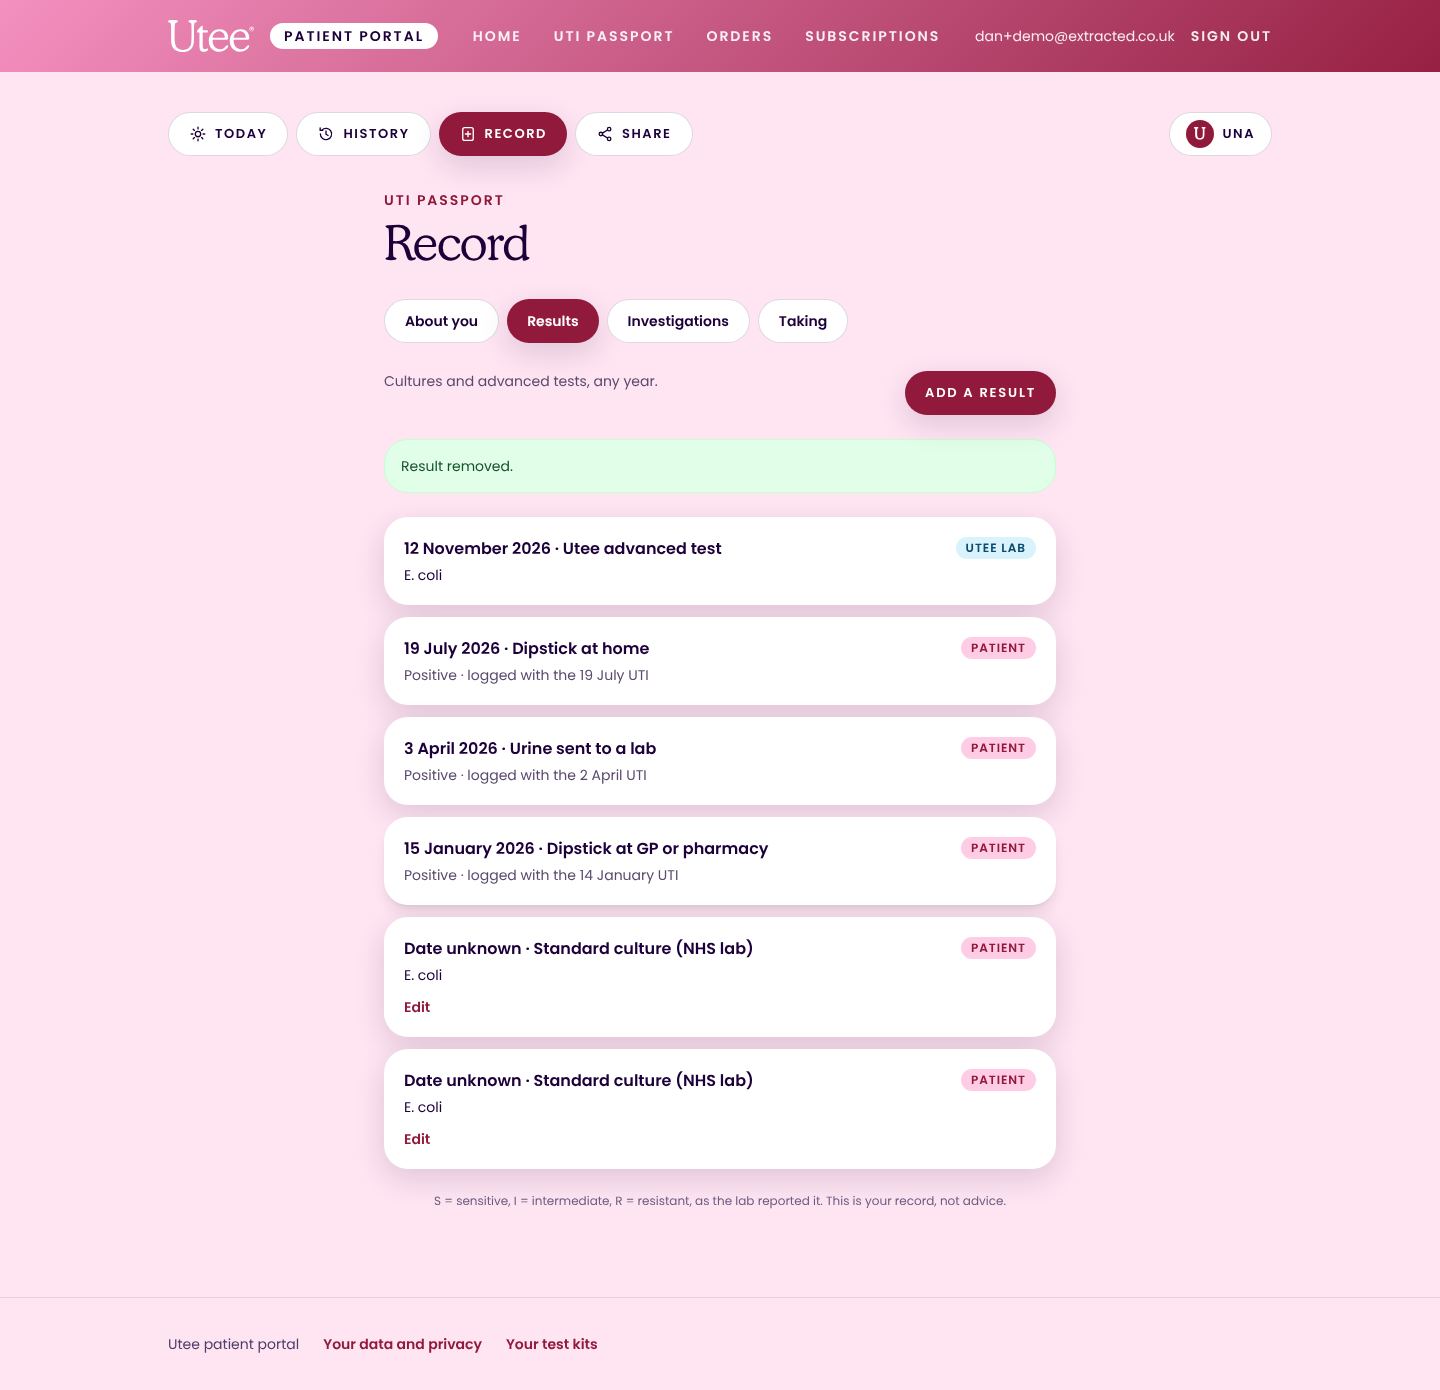 Utee® PATIENT PORTAL HOME UTI PASSPORT ORDERS SUBSCRIPTIONS dan+demo@extracted.co.uk SIGN OUT
TODAY HISTORY RECORD SHARE U UNA
UTI PASSPORT
Record
About you Results Investigations Taking
Cultures and advanced tests, any year.
ADD A RESULT
Result removed.
12 November 2026 · Utee advanced test UTEE LAB
E. coli
19 July 2026 · Dipstick at home PATIENT
Positive · logged with the 19 July UTI
3 April 2026 · Urine sent to a lab PATIENT
Positive · logged with the 2 April UTI
15 January 2026 · Dipstick at GP or pharmacy PATIENT
Positive · logged with the 14 January UTI
Date unknown · Standard culture (NHS lab) PATIENT
E. coli
Edit
Date unknown · Standard culture (NHS lab) PATIENT
E. coli
Edit
S = sensitive, I = intermediate, R = resistant, as the lab reported it. This is your record, not advice.
Utee patient portal Your data and privacy Your test kits